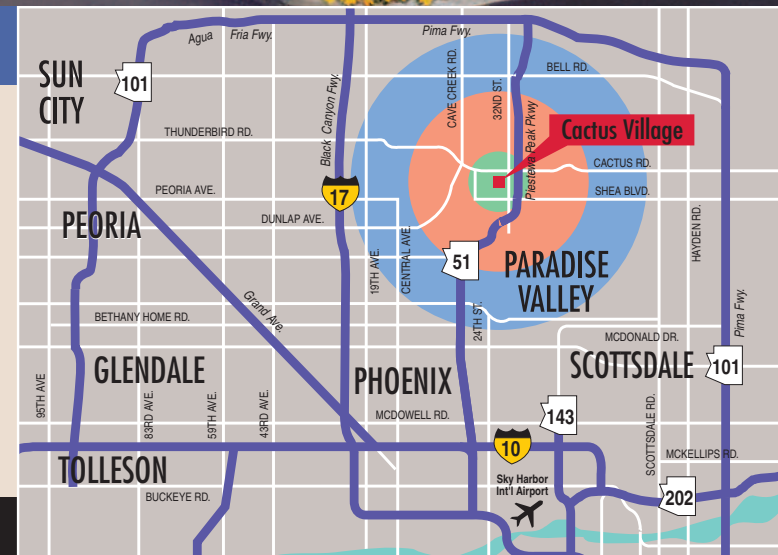 Agua
Fria Fwy.
Pima Fwy.
SUN
CITY
101
BELL RD.
CAVE CREEK RD.
32ND ST.
Black Canyon Fwy.
Piestewa Peak Pkwy
Cactus Village
THUNDERBIRD RD.
CACTUS RD.
PEORIA AVE.
SHEA BLVD.
17
PEORIA
DUNLAP AVE.
HAYDEN RD.
19TH AVE.
CENTRAL AVE.
51
PARADISE
VALLEY
Grand Ave.
24TH ST.
Pima Fwy.
BETHANY HOME RD.
MCDONALD DR.
GLENDALE
PHOENIX
SCOTTSDALE
101
95TH AVE
83RD AVE.
59TH AVE.
43RD AVE.
MCDOWELL RD.
143
SCOTTSDALE RD.
10
MCKELLIPS RD.
TOLLESON
Sky Harbor
Int'l Airport
BUCKEYE RD.
202